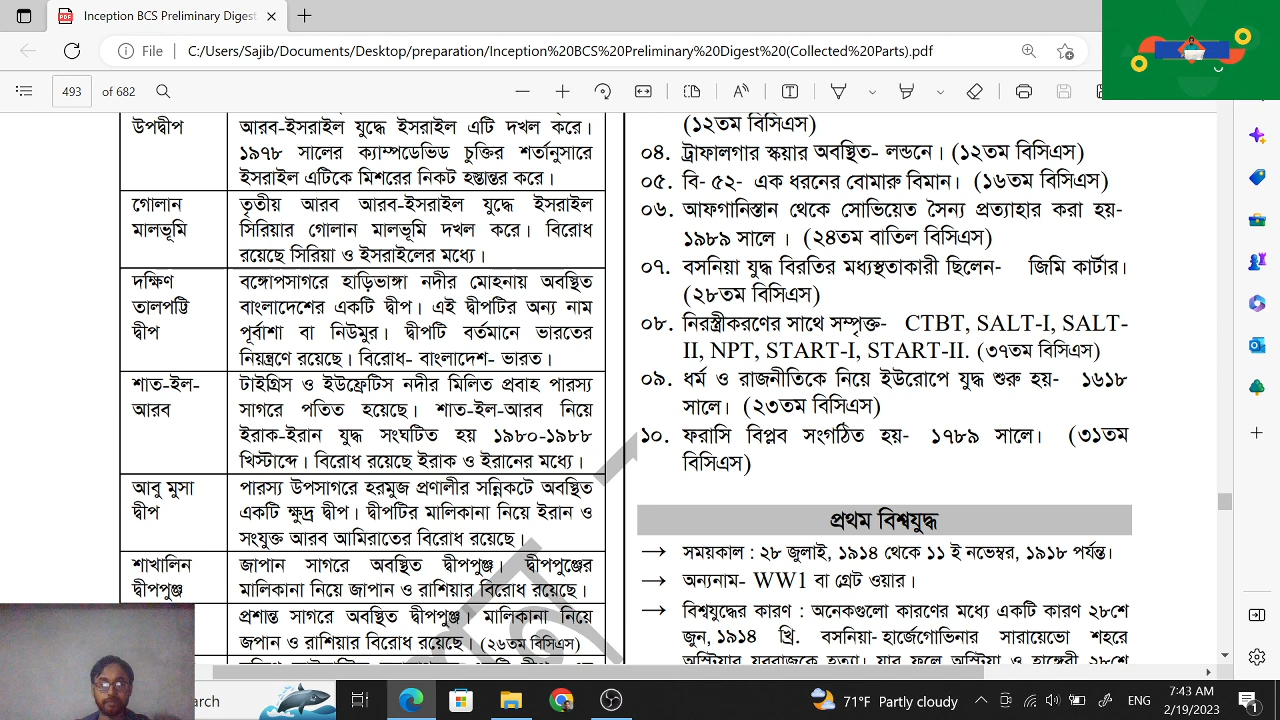 Inception BCS Preliminary Digest
File
C:/Users/Sajib/Documents/Desktop/preparation/Inception%20BCS%20Preliminary%20Digest%20(Collected%20Parts).pdf
493 of 682
উপদ্বীপ
আরব-ইসরাইল যুদ্ধে ইসরাইল এটি দখল করে।
১৯৭৮ সালের ক্যাম্পডেভিড চুক্তির শর্তানুসারে
ইসরাইল এটিকে মিশরের নিকট হস্তান্তর করে।
গোলান
মালভূমি
তৃতীয় আরব আরব-ইসরাইল যুদ্ধে ইসরাইল
সিরিয়ার গোলান মালভূমি দখল করে। বিরোধ
রয়েছে সিরিয়া ও ইসরাইলের মধ্যে।
দক্ষিণ
তালপট্টি
দ্বীপ
বঙ্গোপসাগরে হাড়িভাঙ্গা নদীর মোহনায় অবস্থিত
বাংলাদেশের একটি দ্বীপ। এই দ্বীপটির অন্য নাম
পূর্বাশা বা নিউমুর। দ্বীপটি বর্তমানে ভারতের
নিয়ন্ত্রণে রয়েছে। বিরোধ- বাংলাদেশ- ভারত।
শাত-ইল-
আরব
টাইগ্রিস ও ইউফ্রেটিস নদীর মিলিত প্রবাহ পারস্য
সাগরে পতিত হয়েছে। শাত-ইল-আরব নিয়ে
ইরাক-ইরান যুদ্ধ সংঘটিত হয় ১৯৮০-১৯৮৮
খিস্টাব্দে। বিরোধ রয়েছে ইরাক ও ইরানের মধ্যে।
আবু মুসা
দ্বীপ
পারস্য উপসাগরে হরমুজ প্রণালীর সন্নিকটে অবস্থিত
একটি ক্ষুদ্র দ্বীপ। দ্বীপটির মালিকানা নিয়ে ইরান ও
সংযুক্ত আরব আমিরাতের বিরোধ রয়েছে।
শাখালিন
দ্বীপপুঞ্জ
জাপান সাগরে অবস্থিত দ্বীপপুঞ্জ। দ্বীপপুঞ্জের
মালিকানা নিয়ে জাপান ও রাশিয়ার বিরোধ রয়েছে।
প্রশান্ত সাগরে অবস্থিত দ্বীপপুঞ্জ। মালিকানা নিয়ে
জপান ও রাশিয়ার বিরোধ রয়েছে। (২৬তম বিসিএস)
(১২তম বিসিএস)
০৪. ট্রাফালগার স্কয়ার অবস্থিত- লন্ডনে। (১২তম বিসিএস)
০৫. বি- ৫২- এক ধরনের বোমারু বিমান। (১৬তম বিসিএস)
০৬. আফগানিস্তান থেকে সোভিয়েত সৈন্য প্রত্যাহার করা হয়-
১৯৮৯ সালে । (২৪তম বাতিল বিসিএস)
০৭. বসনিয়া যুদ্ধ বিরতির মধ্যস্থতাকারী ছিলেন- জিমি কার্টার।
(২৮তম বিসিএস)
০৮. নিরস্ত্রীকরণের সাথে সম্পৃক্ত- CTBT, SALT-I, SALT-
II, NPT, START-I, START-II. (৩৭তম বিসিএস)
০৯. ধর্ম ও রাজনীতিকে নিয়ে ইউরোপে যুদ্ধ শুরু হয়- ১৬১৮
সালে। (২৩তম বিসিএস)
১০. ফরাসি বিপ্লব সংগঠিত হয়- ১৭৮৯ সালে। (৩১তম
বিসিএস)
প্রথম বিশ্বযুদ্ধ
→ সময়কাল : ২৮ জুলাই, ১৯১৪ থেকে ১১ ই নভেম্বর, ১৯১৮ পর্যন্ত।
→ অন্যনাম- WW1 বা গ্রেট ওয়ার।
→ বিশ্বযুদ্ধের কারণ : অনেকগুলো কারণের মধ্যে একটি কারণ ২৮শে
জুন, ১৯১৪ খ্রি. বসনিয়া-হার্জেগোভিনার সারায়েভো শহরে
অস্ট্রিয়ার যুবরাজকে হত্যা। যার ফলে অস্ট্রিয়া ও হাঙ্গেরী ২৮শে
arch
71°F Partly cloudy
ENG
7:43 AM
2/19/2023